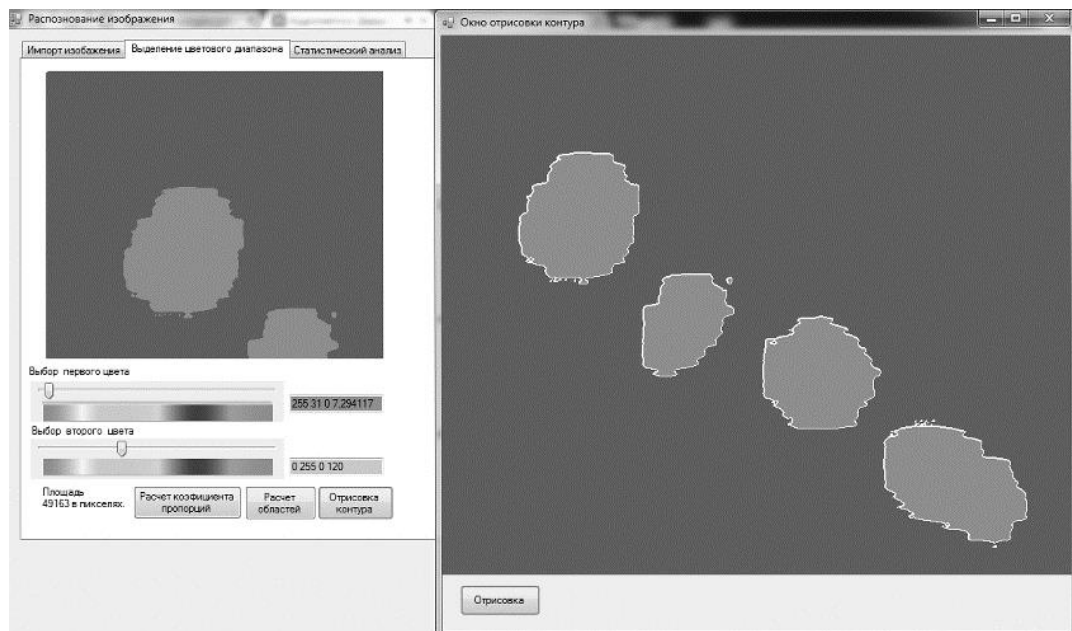 Распознование изображения
Импорт изобажения
Выделение цветового диапазона
Статистический анализ
Выбор первого цвета
255 31 0 7,294117
Выбор второго цвета
0 255 0 120
Площадь
49163 в пикселях.
Расчет коэфициента
пропорций
Расчет
областей
Отрисовка
контура
Окно отрисовки контура
Отрисовка